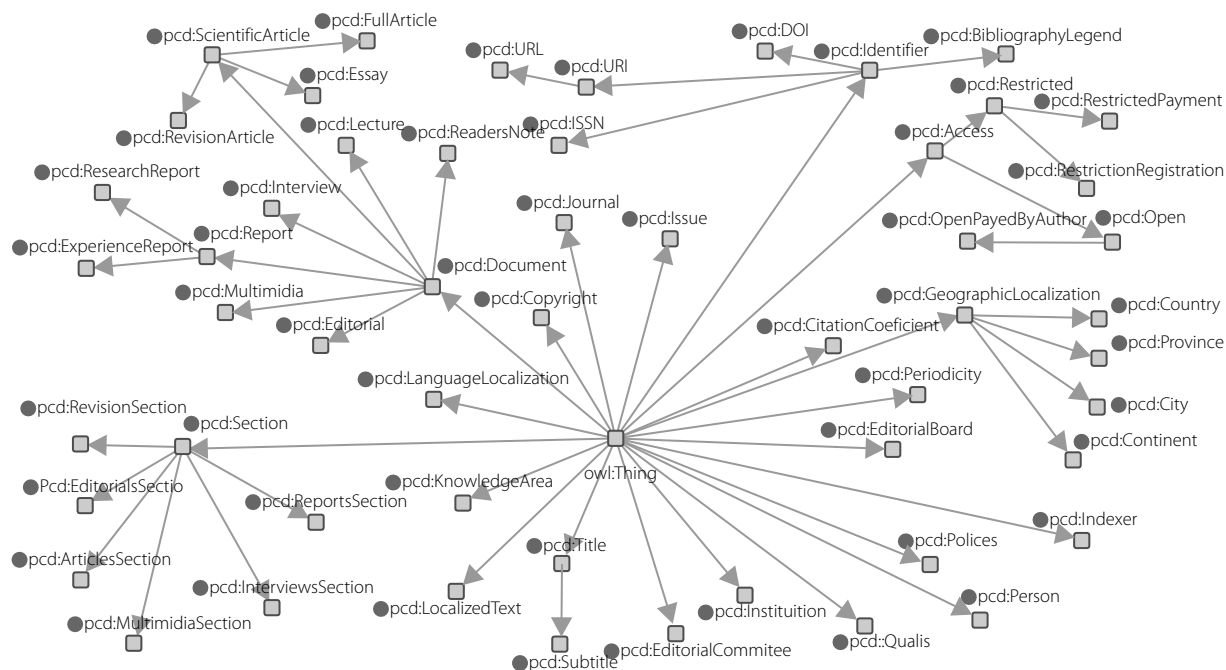 pcd:FullArticle
pcd:ScientificArticle
pcd:DOI
pcd:BibliographyLegend
pcd:URL
pcd:Identifier
pcd:URI
pcd:Essay
pcd:Restricted
pcd:RestrictedPayment
pcd:RevisionArticle
pcd:Lecture
pcd:ReadersNote
pcd:ISSN
pcd:Access
pcd:ResearchReport
pcd:RestrictionRegistration
pcd:Interview
pcd:Journal
pcd:Issue
pcd:OpenPayedByAuthor
pcd:Open
pcd:Report
pcd:ExperienceReport
pcd:Document
pcd:Multimidia
pcd:Copyright
pcd:GeographicLocalization
pcd:Country
pcd:Editorial
pcd:CitationCoeficient
pcd:Province
pcd:LanguageLocalization
pcd:Periodicity
pcd:RevisionSection
pcd:Section
pcd:City
pcd:EditorialBoard
pcd:Continent
owl:Thing
pcd:KnowledgeArea
Pcd:EditorialsSectio
pcd:ReportsSection
pcd:Indexer
pcd:Title
pcd:Polices
pcd:ArticlesSection
pcd:InterviewsSection
pcd:Person
pcd:LocalizedText
pcd:Instituition
pcd:MultimidiaSection
pcd::Qualis
pcd:EditorialCommitee
pcd:Subtitle